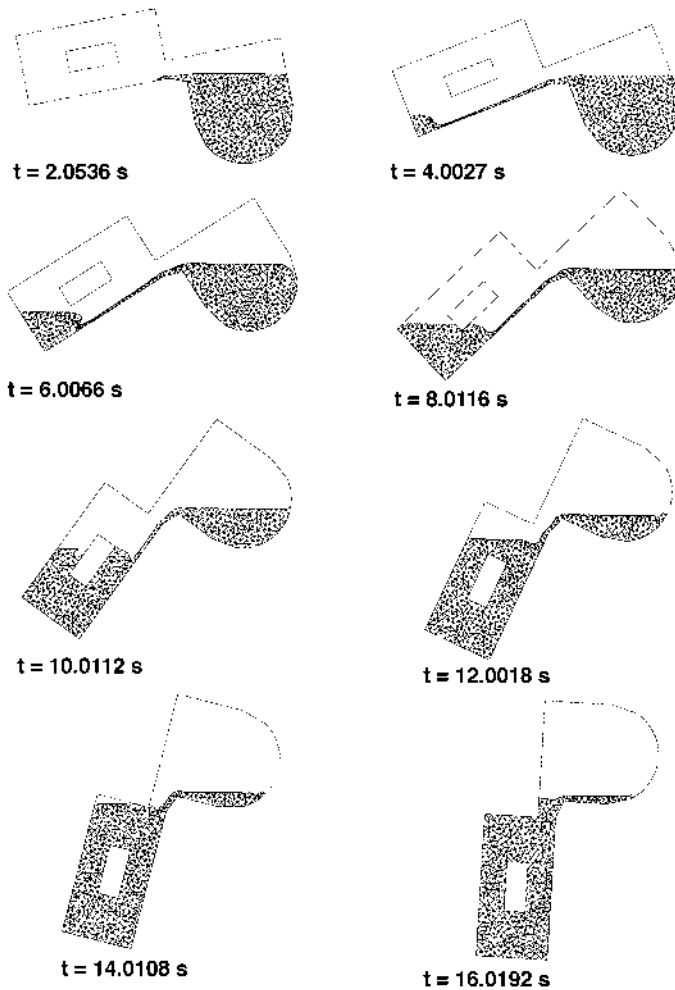 t = 2.0536 s
t = 4.0027 s
t = 6.0066 s
t = 8.0116 s
t = 10.0112 s
t = 12.0018 s
t = 14.0108 s
t = 16.0192 s